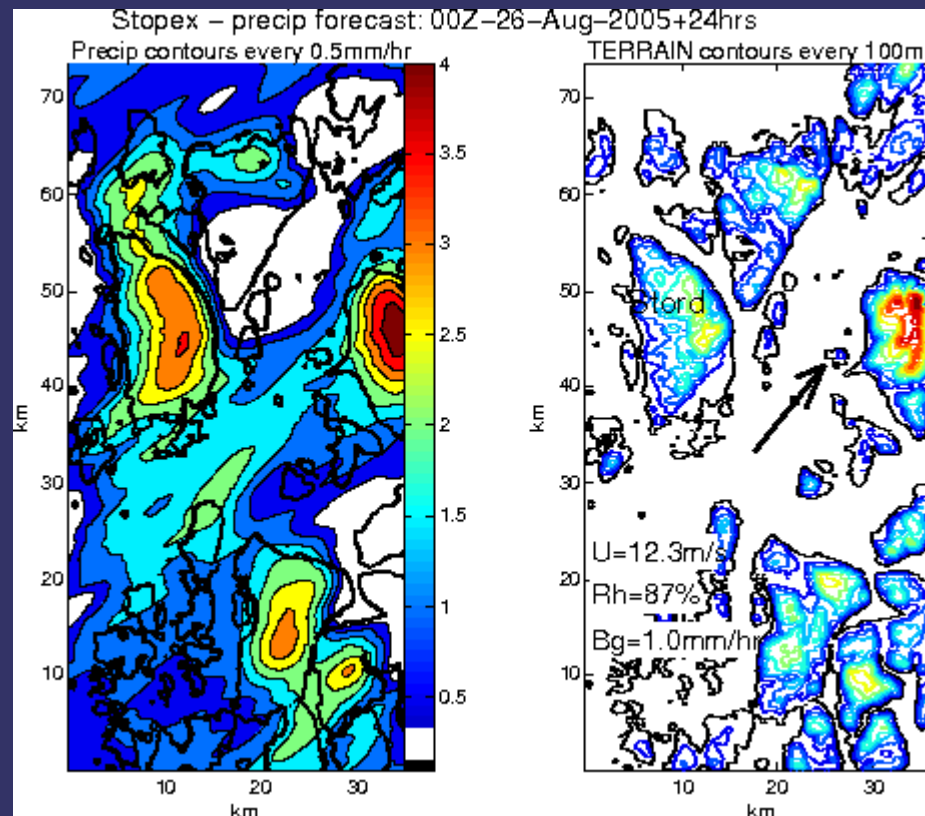 Stopex – precip forecast: 00Z–26–Aug–2005+24hrs
Precip contours every 0.5mm/hr
TERRAIN contours every 100m
70
60
50
40
30
20
10
km
10 20 30
km
4
3.5
3
2.5
2
1.5
1
0.5
70
60
50
40
30
20
10
km
Stord
U=12.3m/s
Rh=87%
Bg=1.0mm/hr
10 20 30
km